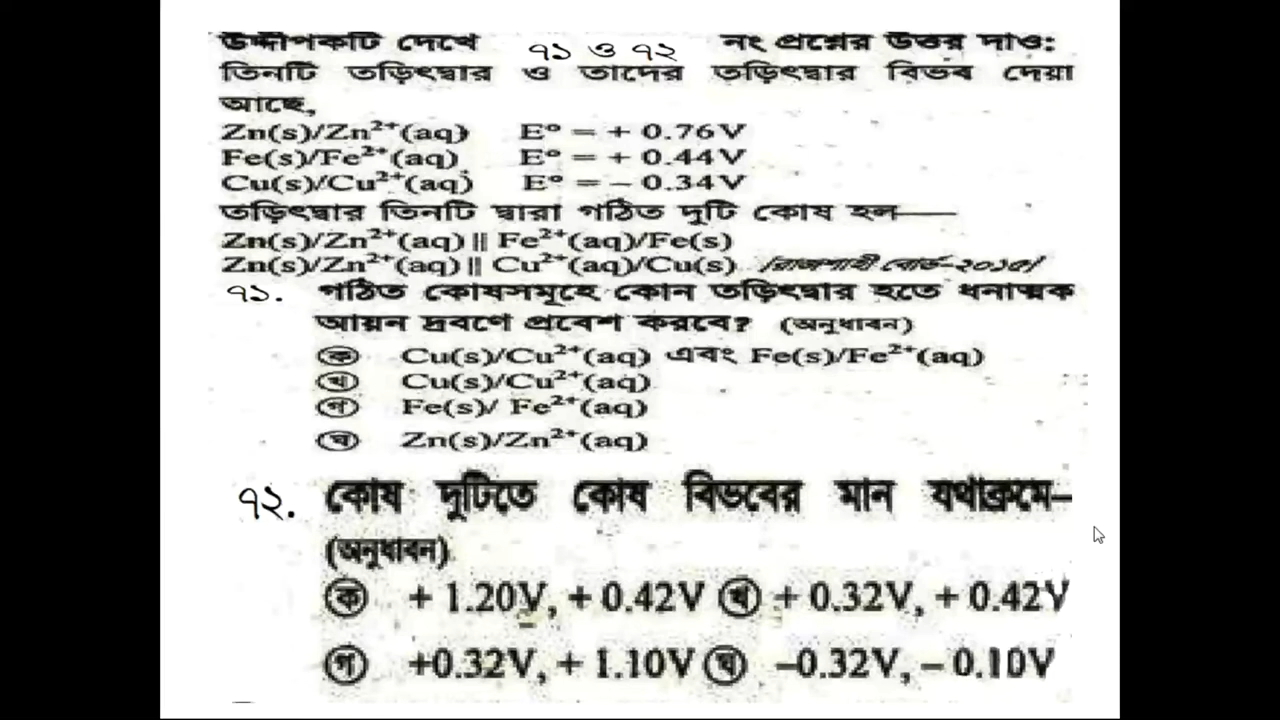 উদ্দীপকটি দেখে ৭১ ও ৭২ নং প্রশ্নের উত্তর দাও:
তিনটি তড়িৎদ্বার ও তাদের তড়িৎদ্বার বিভব দেয়া
আছে,
Zn(s)/Zn²⁺(aq) E° = + 0.76V
Fe(s)/Fe²⁺(aq) E° = + 0.44V
Cu(s)/Cu²⁺(aq) E° = – 0.34V
তড়িৎদ্বার তিনটি দ্বারা গঠিত দুটি কোষ হল—
Zn(s)/Zn²⁺(aq) || Fe²⁺(aq)/Fe(s)
Zn(s)/Zn²⁺(aq) || Cu²⁺(aq)/Cu(s) /রাজশাহী বোর্ড-২০১৫/
৭১. গঠিত কোষসমূহে কোন তড়িৎদ্বার হতে ধনাত্মক
আয়ন দ্রবণে প্রবেশ করবে? (অনুধাবন)
ক Cu(s)/Cu²⁺(aq) এবং Fe(s)/Fe²⁺(aq)
খ Cu(s)/Cu²⁺(aq)
গ Fe(s)/ Fe²⁺(aq)
ঘ Zn(s)/Zn²⁺(aq)
৭২. কোষ দুটিতে কোষ বিভবের মান যথাক্রমে–
(অনুধাবন)
ক + 1.20V, + 0.42V খ + 0.32V, + 0.42V
গ +0.32V, + 1.10V ঘ –0.32V, – 0.10V